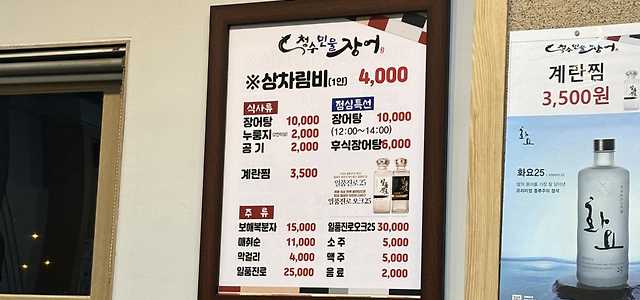 청수민물장어
※상차림비(1인) 4,000
식사류
장어탕 10,000
누룽지 2,000
공기 2,000
계란찜 3,500
점심특선
장어탕 10,000
(12:00~14:00)
후식장어탕 6,000
일품진로25
일품진로오크25
주류
보해복분자 15,000
매취순 11,000
막걸리 4,000
일품진로 25,000
일품진로오크25 30,000
소주 5,000
맥주 5,000
음료 2,000
청수민물장어
계란찜
3,500원
화요
화요25
화요